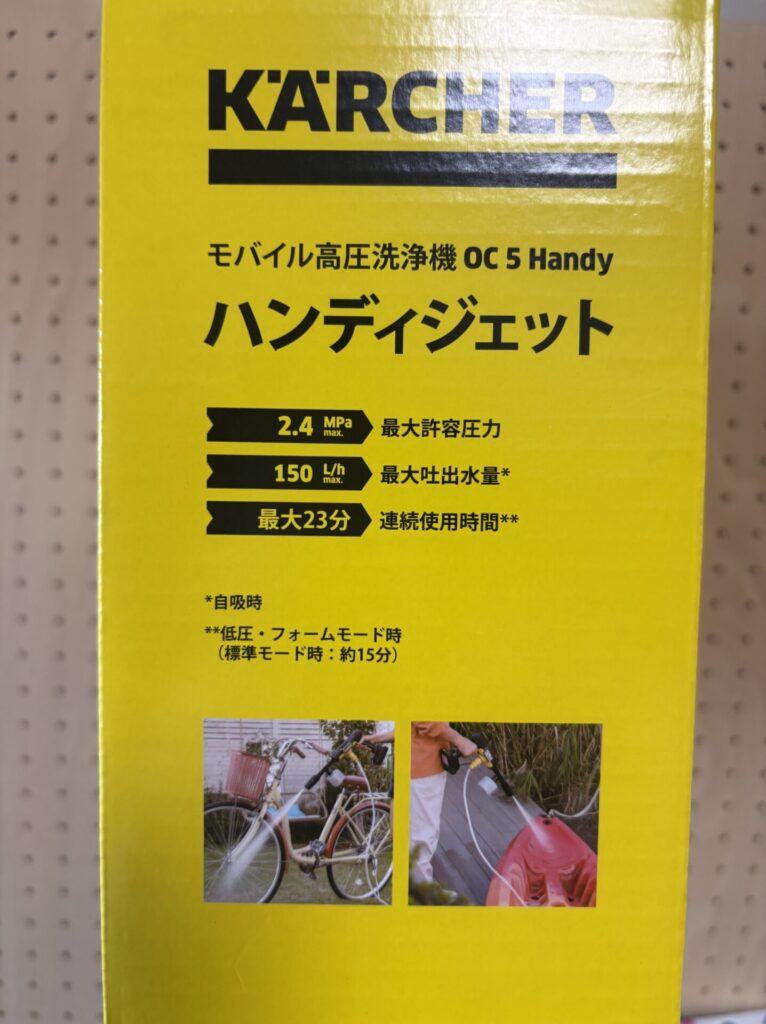 KÄRCHER
モバイル高圧洗浄機 OC 5 Handy
ハンディジェット
2.4 MPa max. 最大許容圧力
150 L/h max. 最大吐出水量*
最大23分 連続使用時間**
*自吸時
**低圧・フォームモード時
（標準モード時：約15分）